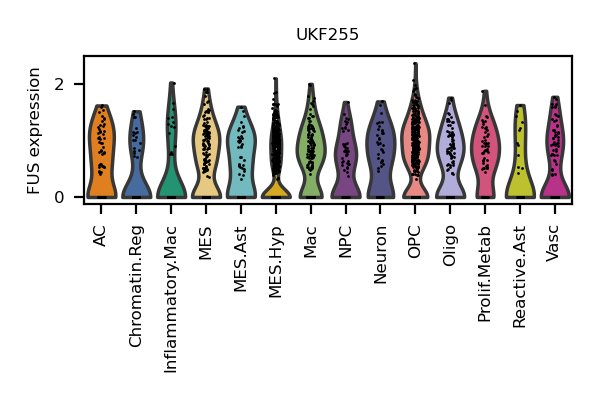 UKF255
FUS expression
2
0
AC
Chromatin.Reg
Inflammatory.Mac
MES
MES.Ast
MES.Hyp
Mac
NPC
Neuron
OPC
Oligo
Prolif.Metab
Reactive.Ast
Vasc